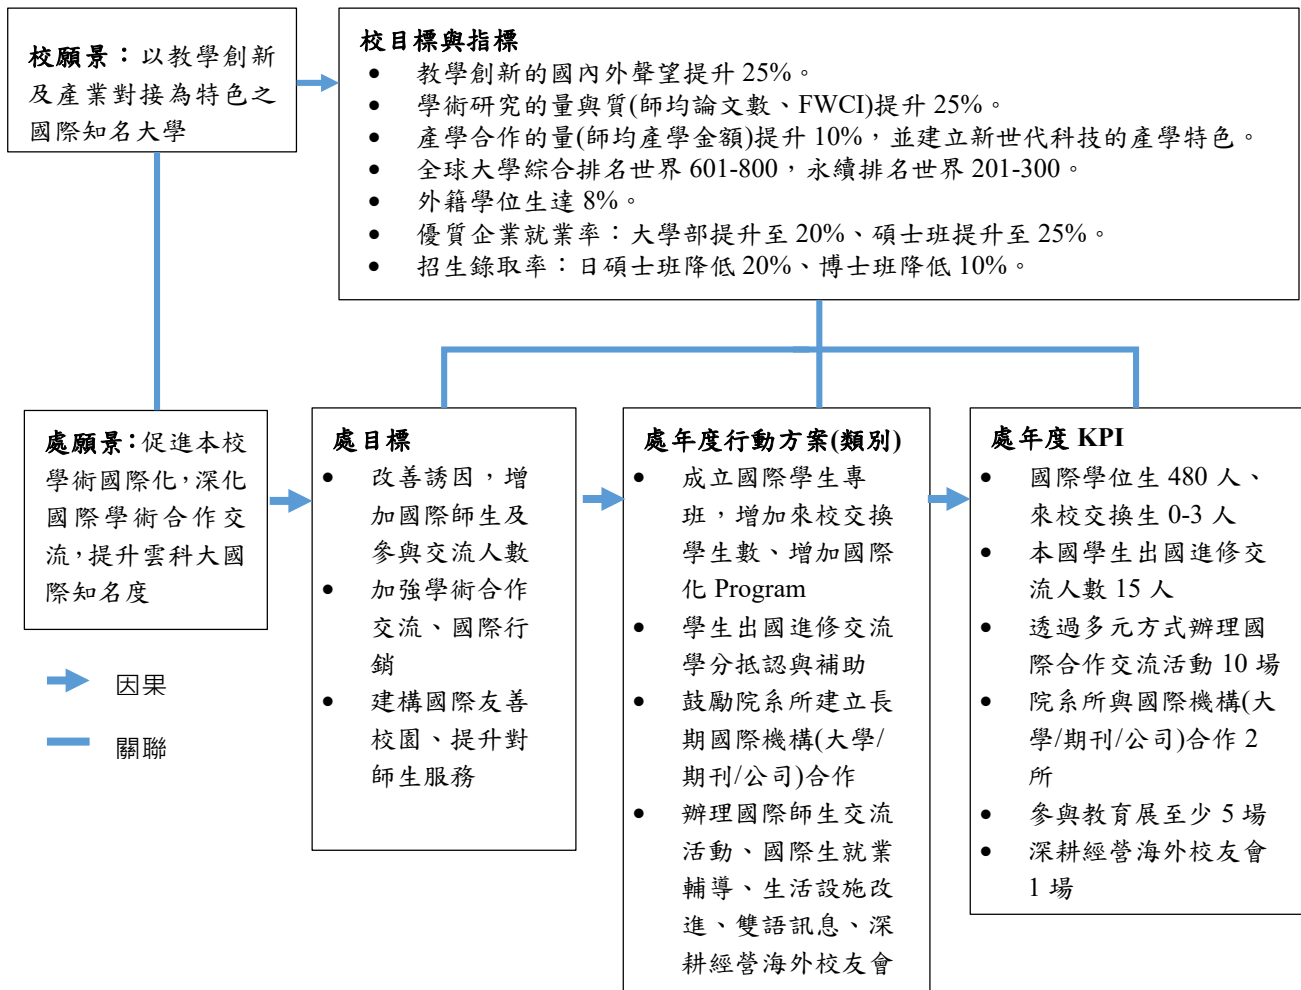 校願景：以教學創新
及產業對接為特色之
國際知名大學
校目標與指標
• 教學創新的國內外聲望提升 25%。
• 學術研究的量與質(師均論文數、FWCI)提升 25%。
• 產學合作的量(師均產學金額)提升 10%，並建立新世代科技的產學特色。
• 全球大學綜合排名世界 601-800，永續排名世界 201-300。
• 外籍學位生達 8%。
• 優質企業就業率：大學部提升至 20%、碩士班提升至 25%。
• 招生錄取率：日碩士班降低 20%、博士班降低 10%。
處願景：促進本校
學術國際化，深化
國際學術合作交
流，提升雲科大國
際知名度
因果
關聯
處目標
• 改善誘因，增
加國際師生及
參與交流人數
• 加強學術合作
交流、國際行
銷
• 建構國際友善
校園、提升對
師生服務
處年度行動方案(類別)
• 成立國際學生專
班，增加來校交換
學生數、增加國際
化 Program
• 學生出國進修交流
學分抵認與補助
• 鼓勵院系所建立長
期國際機構(大學/
期刊/公司)合作
• 辦理國際師生交流
活動、國際生就業
輔導、生活設施改
進、雙語訊息、深
耕經營海外校友會
處年度 KPI
• 國際學位生 480 人、
來校交換生 0-3 人
• 本國學生出國進修交
流人數 15 人
• 透過多元方式辦理國
際合作交流活動 10 場
• 院系所與國際機構(大
學/期刊/公司)合作 2
所
• 參與教育展至少 5 場
• 深耕經營海外校友會
1 場